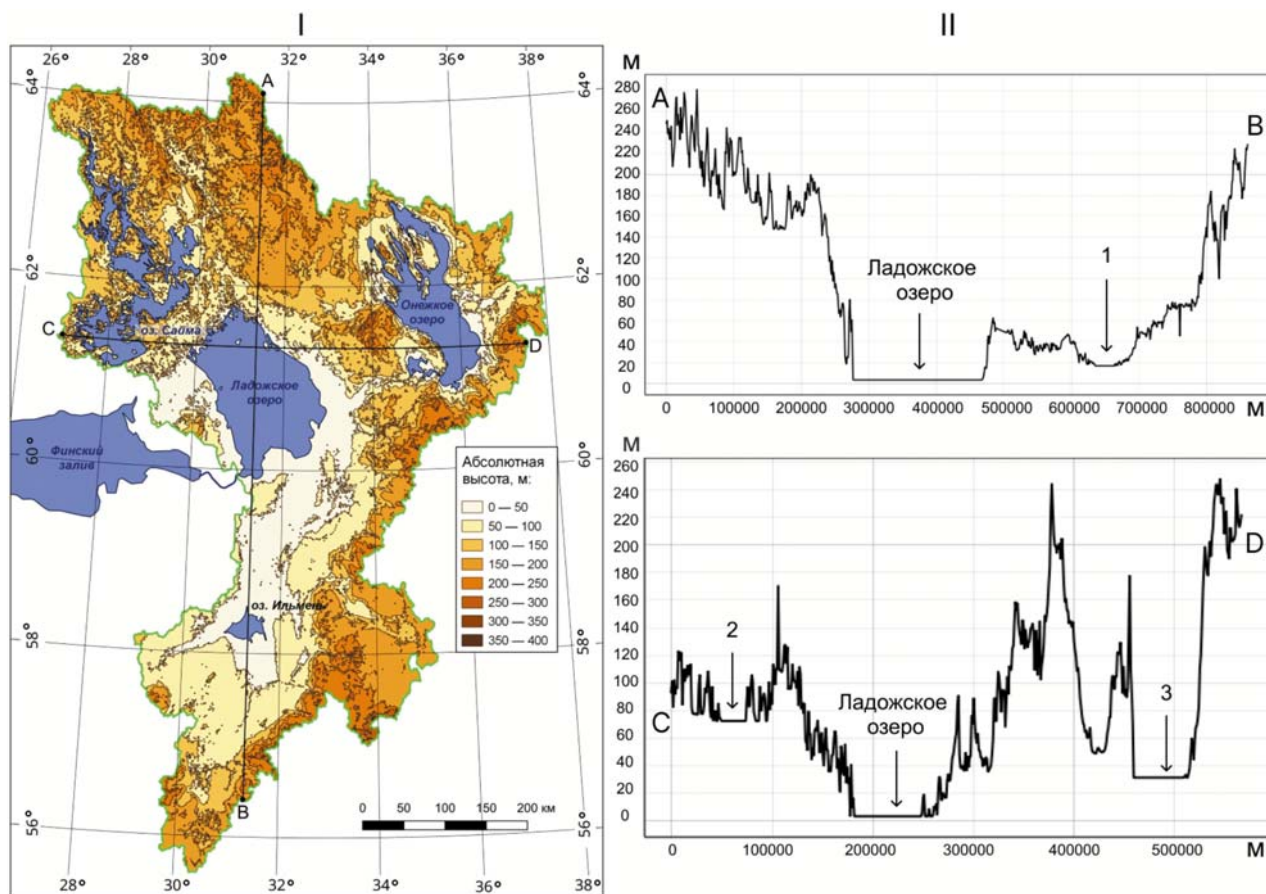 I
II
26° 28° 30° 32° 34° 36° 38°
64°
64°
62°
62°
60°
60°
58°
58°
56°
56°
28° 30° 32° 34° 36° 38°
A
C
D
B
оз. Сайма
Онежкое
озеро
Ладожское
озеро
Финский
залив
оз. Ильмень
Абсолютная
высота, м:
0 — 50
50 — 100
100 — 150
150 — 200
200 — 250
250 — 300
300 — 350
350 — 400
0 50 100 150 200 км
М
280
260
240
220
200
180
160
140
120
100
80
60
40
20
0
A
B
Ладожское
озеро
1
0 100000 200000 300000 400000 500000 600000 700000 800000 М
М
260
240
220
200
180
160
140
120
100
80
60
40
20
0
C
D
2
Ладожское
озеро
3
0 100000 200000 300000 400000 500000 М